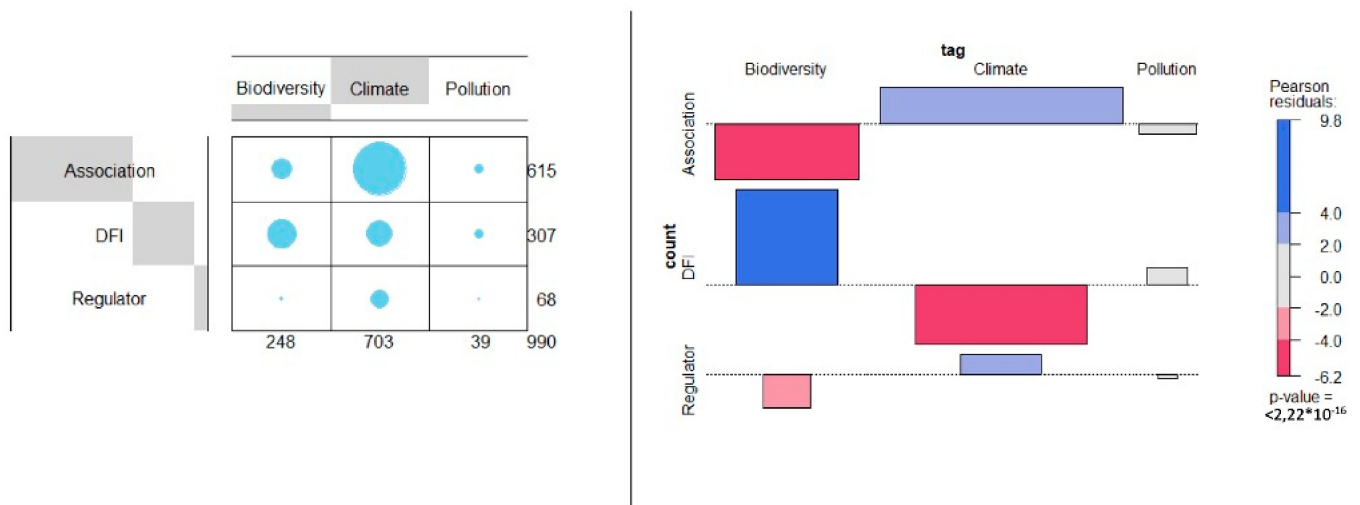 Biodiversity Climate Pollution
Association 615
DFI 307
Regulator 68
248 703 39 990
tag
Biodiversity Climate Pollution
count
Association
DFI
Regulator
Pearson
residuals:
9.8
4.0
2.0
0.0
-2.0
-4.0
-6.2
p-value =
<2,22*10⁻¹⁶